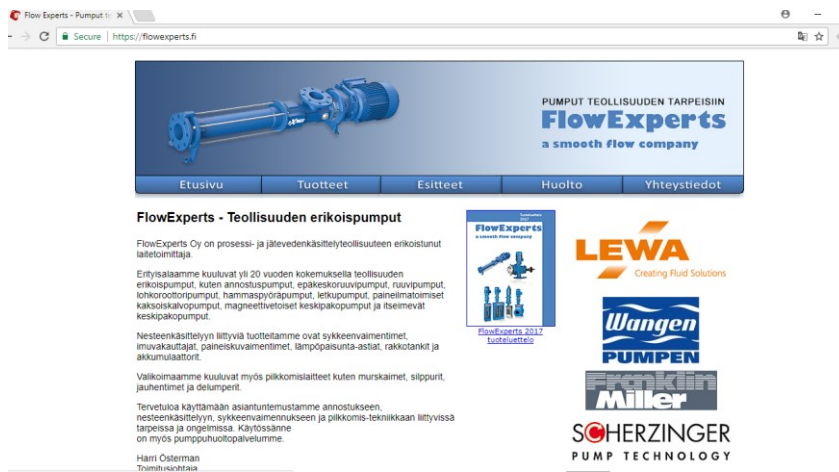 Flow Experts - Pumput te
Secure | https://flowexperts.fi
PUMPUT TEOLLISUUDEN TARPEISIIN
FlowExperts
a smooth flow company
Etusivu Tuotteet Esitteet Huolto Yhteystiedot
FlowExperts - Teollisuuden erikoispumput
FlowExperts Oy on prosessi- ja jätevedenkäsittelyteollisuuteen erikoistunut
laitetoimittaja.
Erityisalaamme kuuluvat yli 20 vuoden kokemuksella teollisuuden
erikoispumput, kuten annostuspumput, epäkeskoruuvipumput, ruuvipumput,
lohkoroottoripumput, hammaspyöräpumput, letkupumput, paineilmatoimiset
kaksoiskalvopumput, magneettivetoiset keskipakopumput ja itseimevät
keskipakopumput.
Nesteenkäsittelyyn liittyviä tuotteitamme ovat sykkeenvaimentimet,
imuvakauttajat, paineiskuvaimentimet, lämpöpaisunta-astiat, rakkotankit ja
akkumulaattorit.
Valikoimaamme kuuluvat myös pilkkomislaitteet kuten murskaimet, silppurit,
jauhentimet ja delumperit.
Tervetuloa käyttämään asiantuntemustamme annostukseen,
nesteenkäsittelyyn, sykkeenvaimennukseen ja pilkkomis-tekniikkaan liittyvissä
tarpeissa ja ongelmissa. Käytössänne
on myös pumppuhuoltopalvelumme.
Harri Österman
Toimitusjohtaja
2017
FlowExperts
a smooth flow company
FlowExperts 2017
tuoteluettelo
LEWA
Creating Fluid Solutions
Wangen
PUMPEN
Franklin
Miller
SCHERZINGER
PUMP TECHNOLOGY